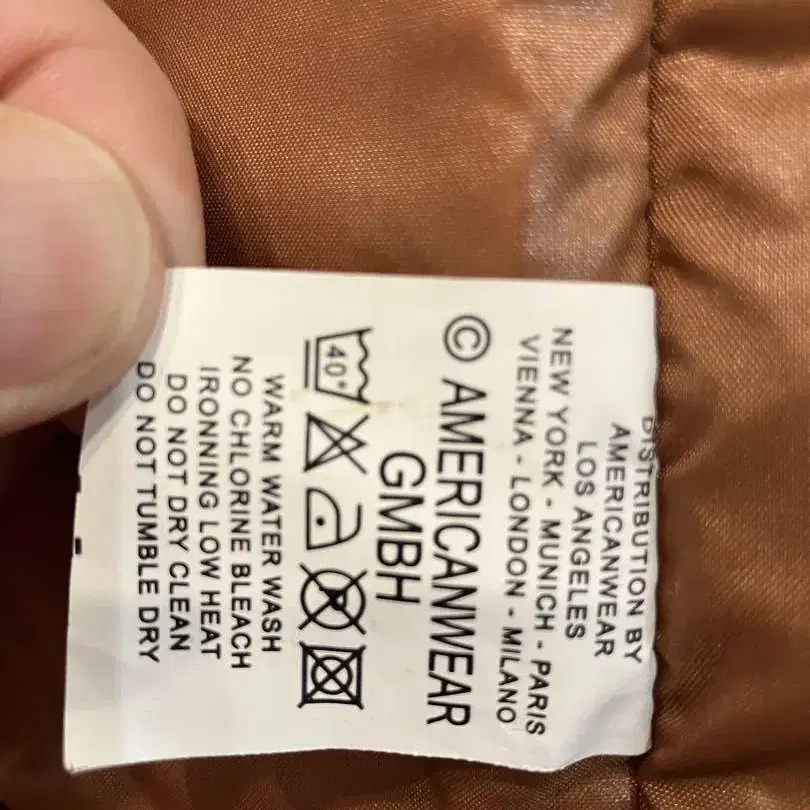 DISTRIBUTION BY
AMERICANWEAR
LOS ANGELES
NEW YORK - MUNICH - PARIS
VIENNA - LONDON - MILANO
© AMERICANWEAR
GMBH
40° P
WARM WATER WASH
NO CHLORINE BLEACH
IRONNING LOW HEAT
DO NOT DRY CLEAN
DO NOT TUMBLE DRY